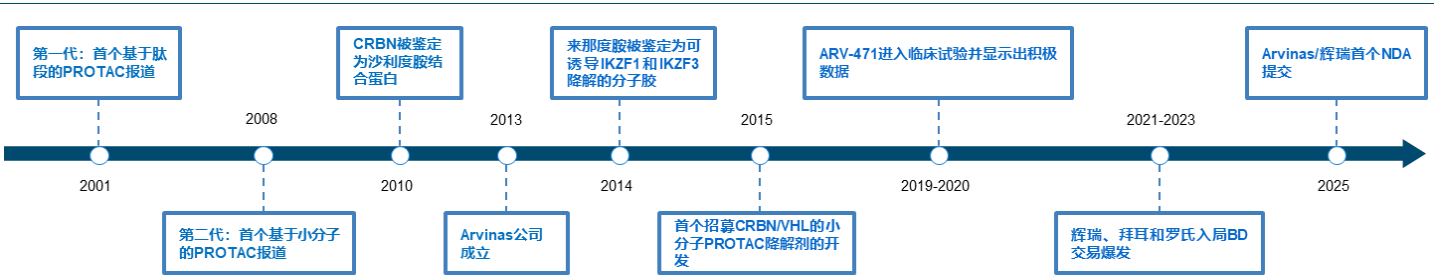 第一代：首个基于肽
段的PROTAC报道
CRBN被鉴定
为沙利度胺结
合蛋白
来那度胺被鉴定为可
诱导IKZF1和IKZF3
降解的分子胶
ARV-471进入临床试验并显示出积极
数据
Arvinas/辉瑞首个NDA
提交
2008
2013
2015
2021-2023
2001
2010
2014
2019-2020
2025
第二代：首个基于小分子
的PROTAC报道
Arvinas公司
成立
首个招募CRBN/VHL的小
分子PROTAC降解剂的开
发
辉瑞、拜耳和罗氏入局BD
交易爆发